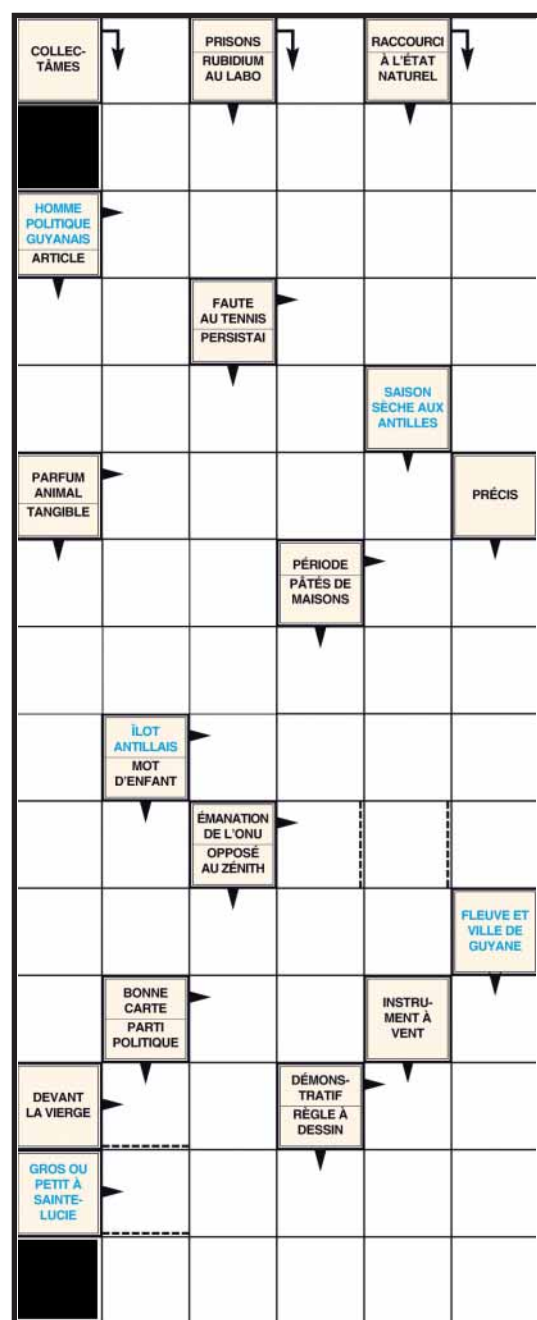 COLLEC-
TÂMES
PRISONS
RUBIDIUM
AU LABO
RACCOURCI
À L'ÉTAT
NATUREL
HOMME
POLITIQUE
GUYANAIS
ARTICLE
FAUTE
AU TENNIS
PERSISTAI
SAISON
SÈCHE AUX
ANTILLES
PARFUM
ANIMAL
TANGIBLE
PRÉCIS
PÉRIODE
PÂTÉS DE
MAISONS
ÎLOT
ANTILLAIS
MOT
D'ENFANT
ÉMANATION
DE L'ONU
OPPOSÉ
AU ZÉNITH
FLEUVE ET
VILLE DE
GUYANE
BONNE
CARTE
PARTI
POLITIQUE
INSTRU-
MENT À
VENT
DEVANT
LA VIERGE
DÉMONS-
TRATIF
RÈGLE À
DESSIN
GROS OU
PETIT À
SAINTE-
LUCIE